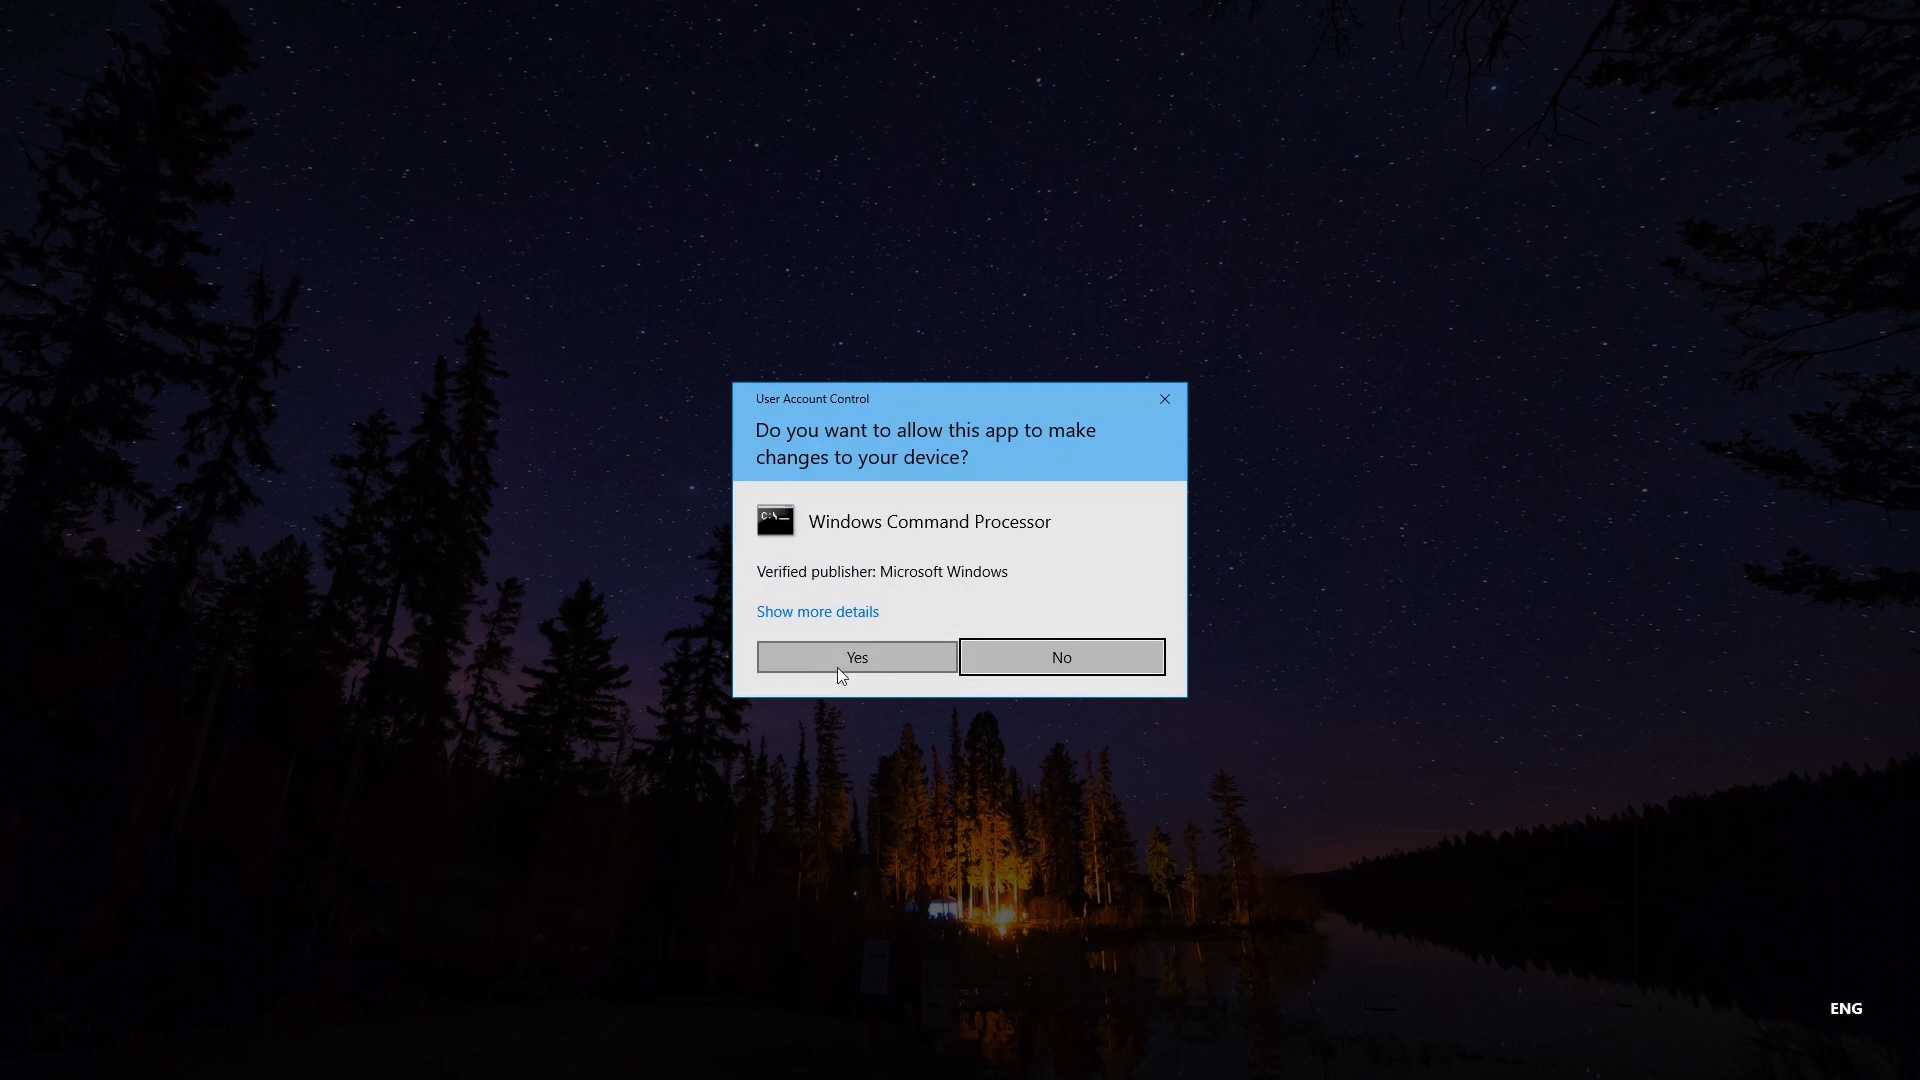 User Account Control
Do you want to allow this app to make
changes to your device?
C:\
Windows Command Processor
Verified publisher: Microsoft Windows
Show more details
Yes
No
ENG